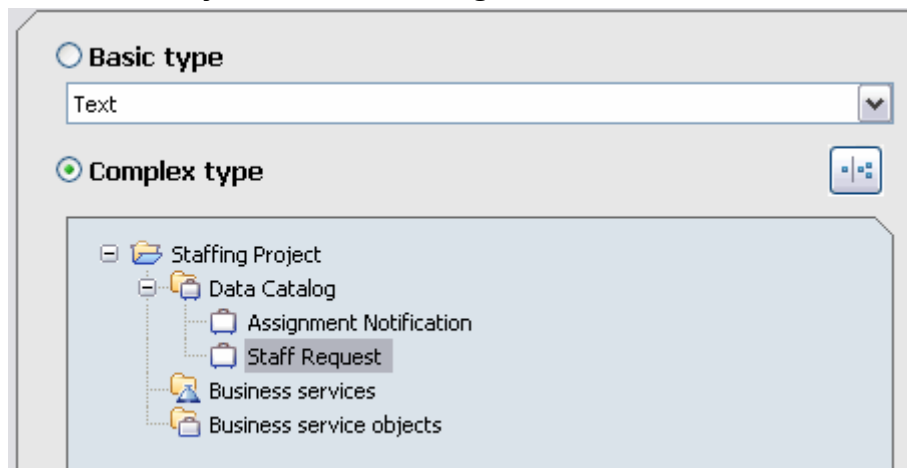 Basic type
Text
Complex type
Staffing Project
Data Catalog
Assignment Notification
Staff Request
Business services
Business service objects